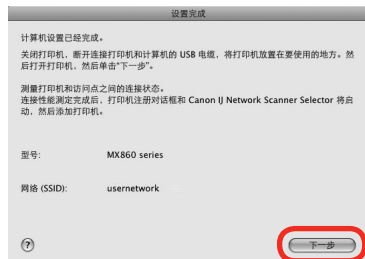 设置完成
计算机设置已经完成。
关闭打印机，断开连接打印机和计算机的 USB 电缆，将打印机放置在要使用的地方。然
后打开打印机。然后单击“下一步”。
测量打印机和访问点之间的连接状态。
连接性能测定完成后，打印机注册对话框和 Canon IJ Network Scanner Selector 将启
动，然后添加打印机。
型号: MX860 series
网络 (SSID): usernetwork
? 下一步